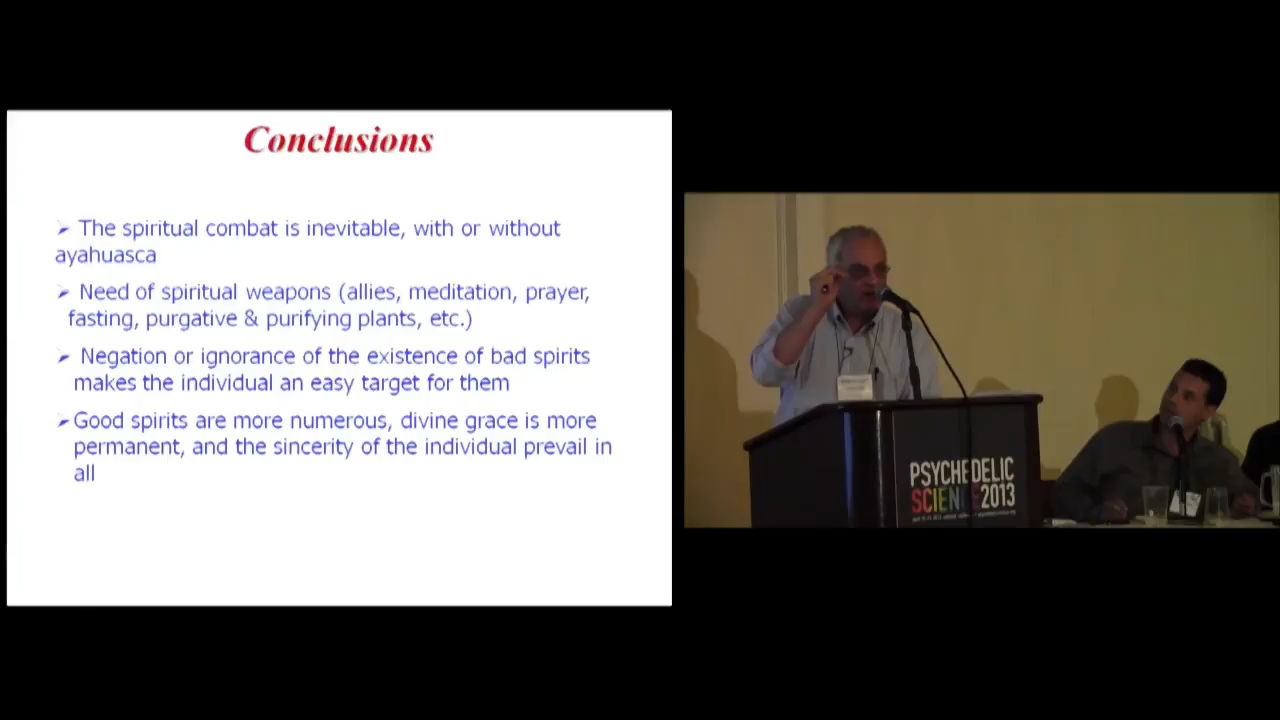 Conclusions
➢ The spiritual combat is inevitable, with or without
ayahuasca
➢ Need of spiritual weapons (allies, meditation, prayer,
fasting, purgative & purifying plants, etc.)
➢ Negation or ignorance of the existence of bad spirits
makes the individual an easy target for them
➢Good spirits are more numerous, divine grace is more
permanent, and the sincerity of the individual prevail in
all
PSYCHEDELIC
SCIENCE2013